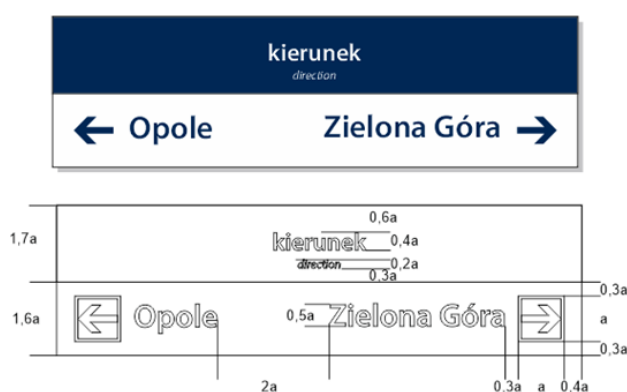 kierunek
direction
Opole
Zielona Góra
0,6a
1,7a
kierunek
0,4a
direction
0,2a
0,3a
0,3a
1,6a
Opole
0,5a
Zielona Góra
a
0,3a
2a
0,3a
a
0,4a